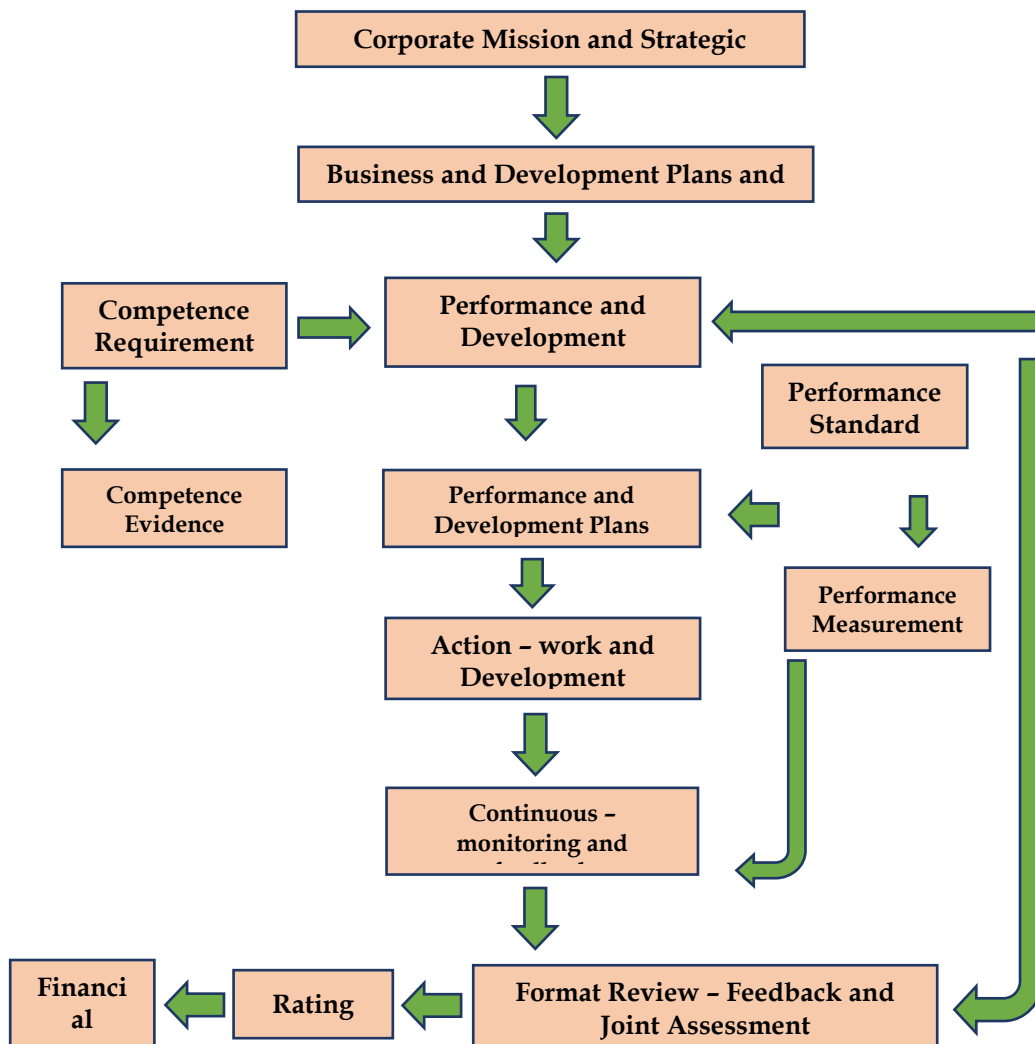 Corporate Mission and Strategic
Business and Development Plans and
Competence
Requirement
Performance and
Development
Performance
Standard
Competence
Evidence
Performance and
Development Plans
Performance
Measurement
Action – work and
Development
Continuous –
monitoring and
Financi
al
Rating
Format Review – Feedback and
Joint Assessment